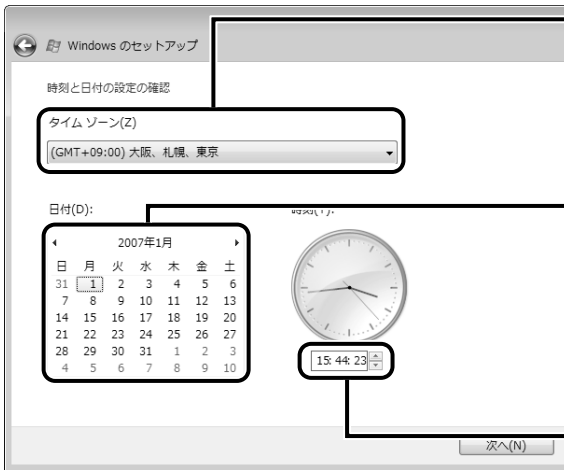 Windows のセットアップ
時刻と日付の設定の確認
タイム ゾーン(Z)
(GMT+09:00) 大阪、札幌、東京
日付(D):
時刻(T):
2007年1月
日 月 火 水 木 金 土
31 1 2 3 4 5 6
7 8 9 10 11 12 13
14 15 16 17 18 19 20
21 22 23 24 25 26 27
28 29 30 31 1 2 3
4 5 6 7 8 9 10
15: 44: 23
次へ(N)